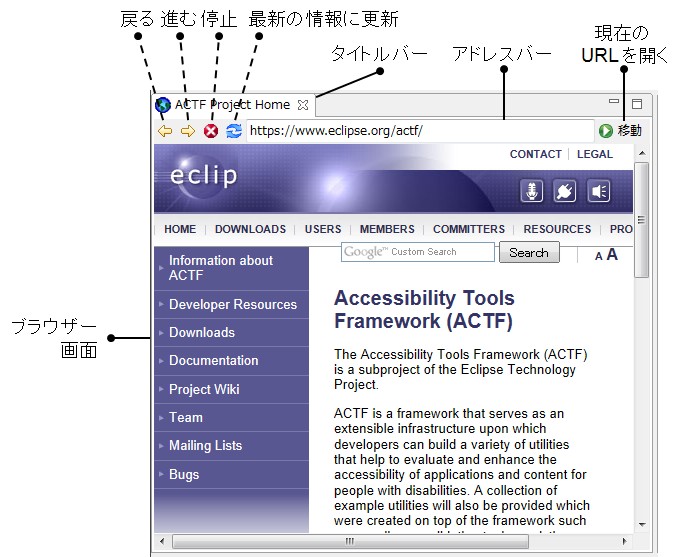 戻る 進む 停止 最新の情報に更新
タイトルバー
アドレスバー
現在の
URLを開く
ACTF Project Home
https://www.eclipse.org/actf/
移動
CONTACT LEGAL
eclip
HOME DOWNLOADS USERS MEMBERS COMMITTERS RESOURCES PRO
Google™ Custom Search Search A A
Information about
ACTF
Developer Resources
Downloads
Documentation
Project Wiki
Team
Mailing Lists
Bugs
ブラウザー
画面
Accessibility Tools
Framework (ACTF)
The Accessibility Tools Framework (ACTF)
is a subproject of the Eclipse Technology
Project.
ACTF is a framework that serves as an
extensible infrastructure upon which
developers can build a variety of utilities
that help to evaluate and enhance the
accessibility of applications and content for
people with disabilities. A collection of
example utilities will also be provided which
were created on top of the framework such